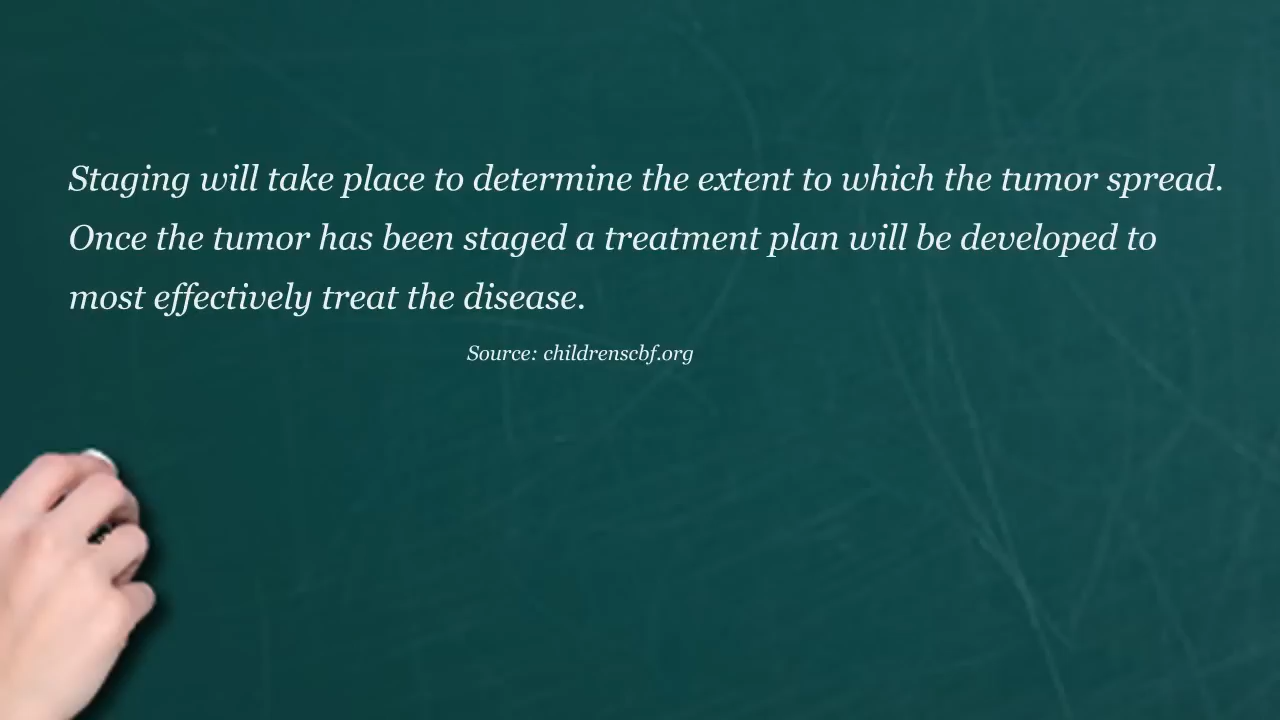 Staging will take place to determine the extent to which the tumor spread.
Once the tumor has been staged a treatment plan will be developed to
most effectively treat the disease.
Source: childrenscbf.org